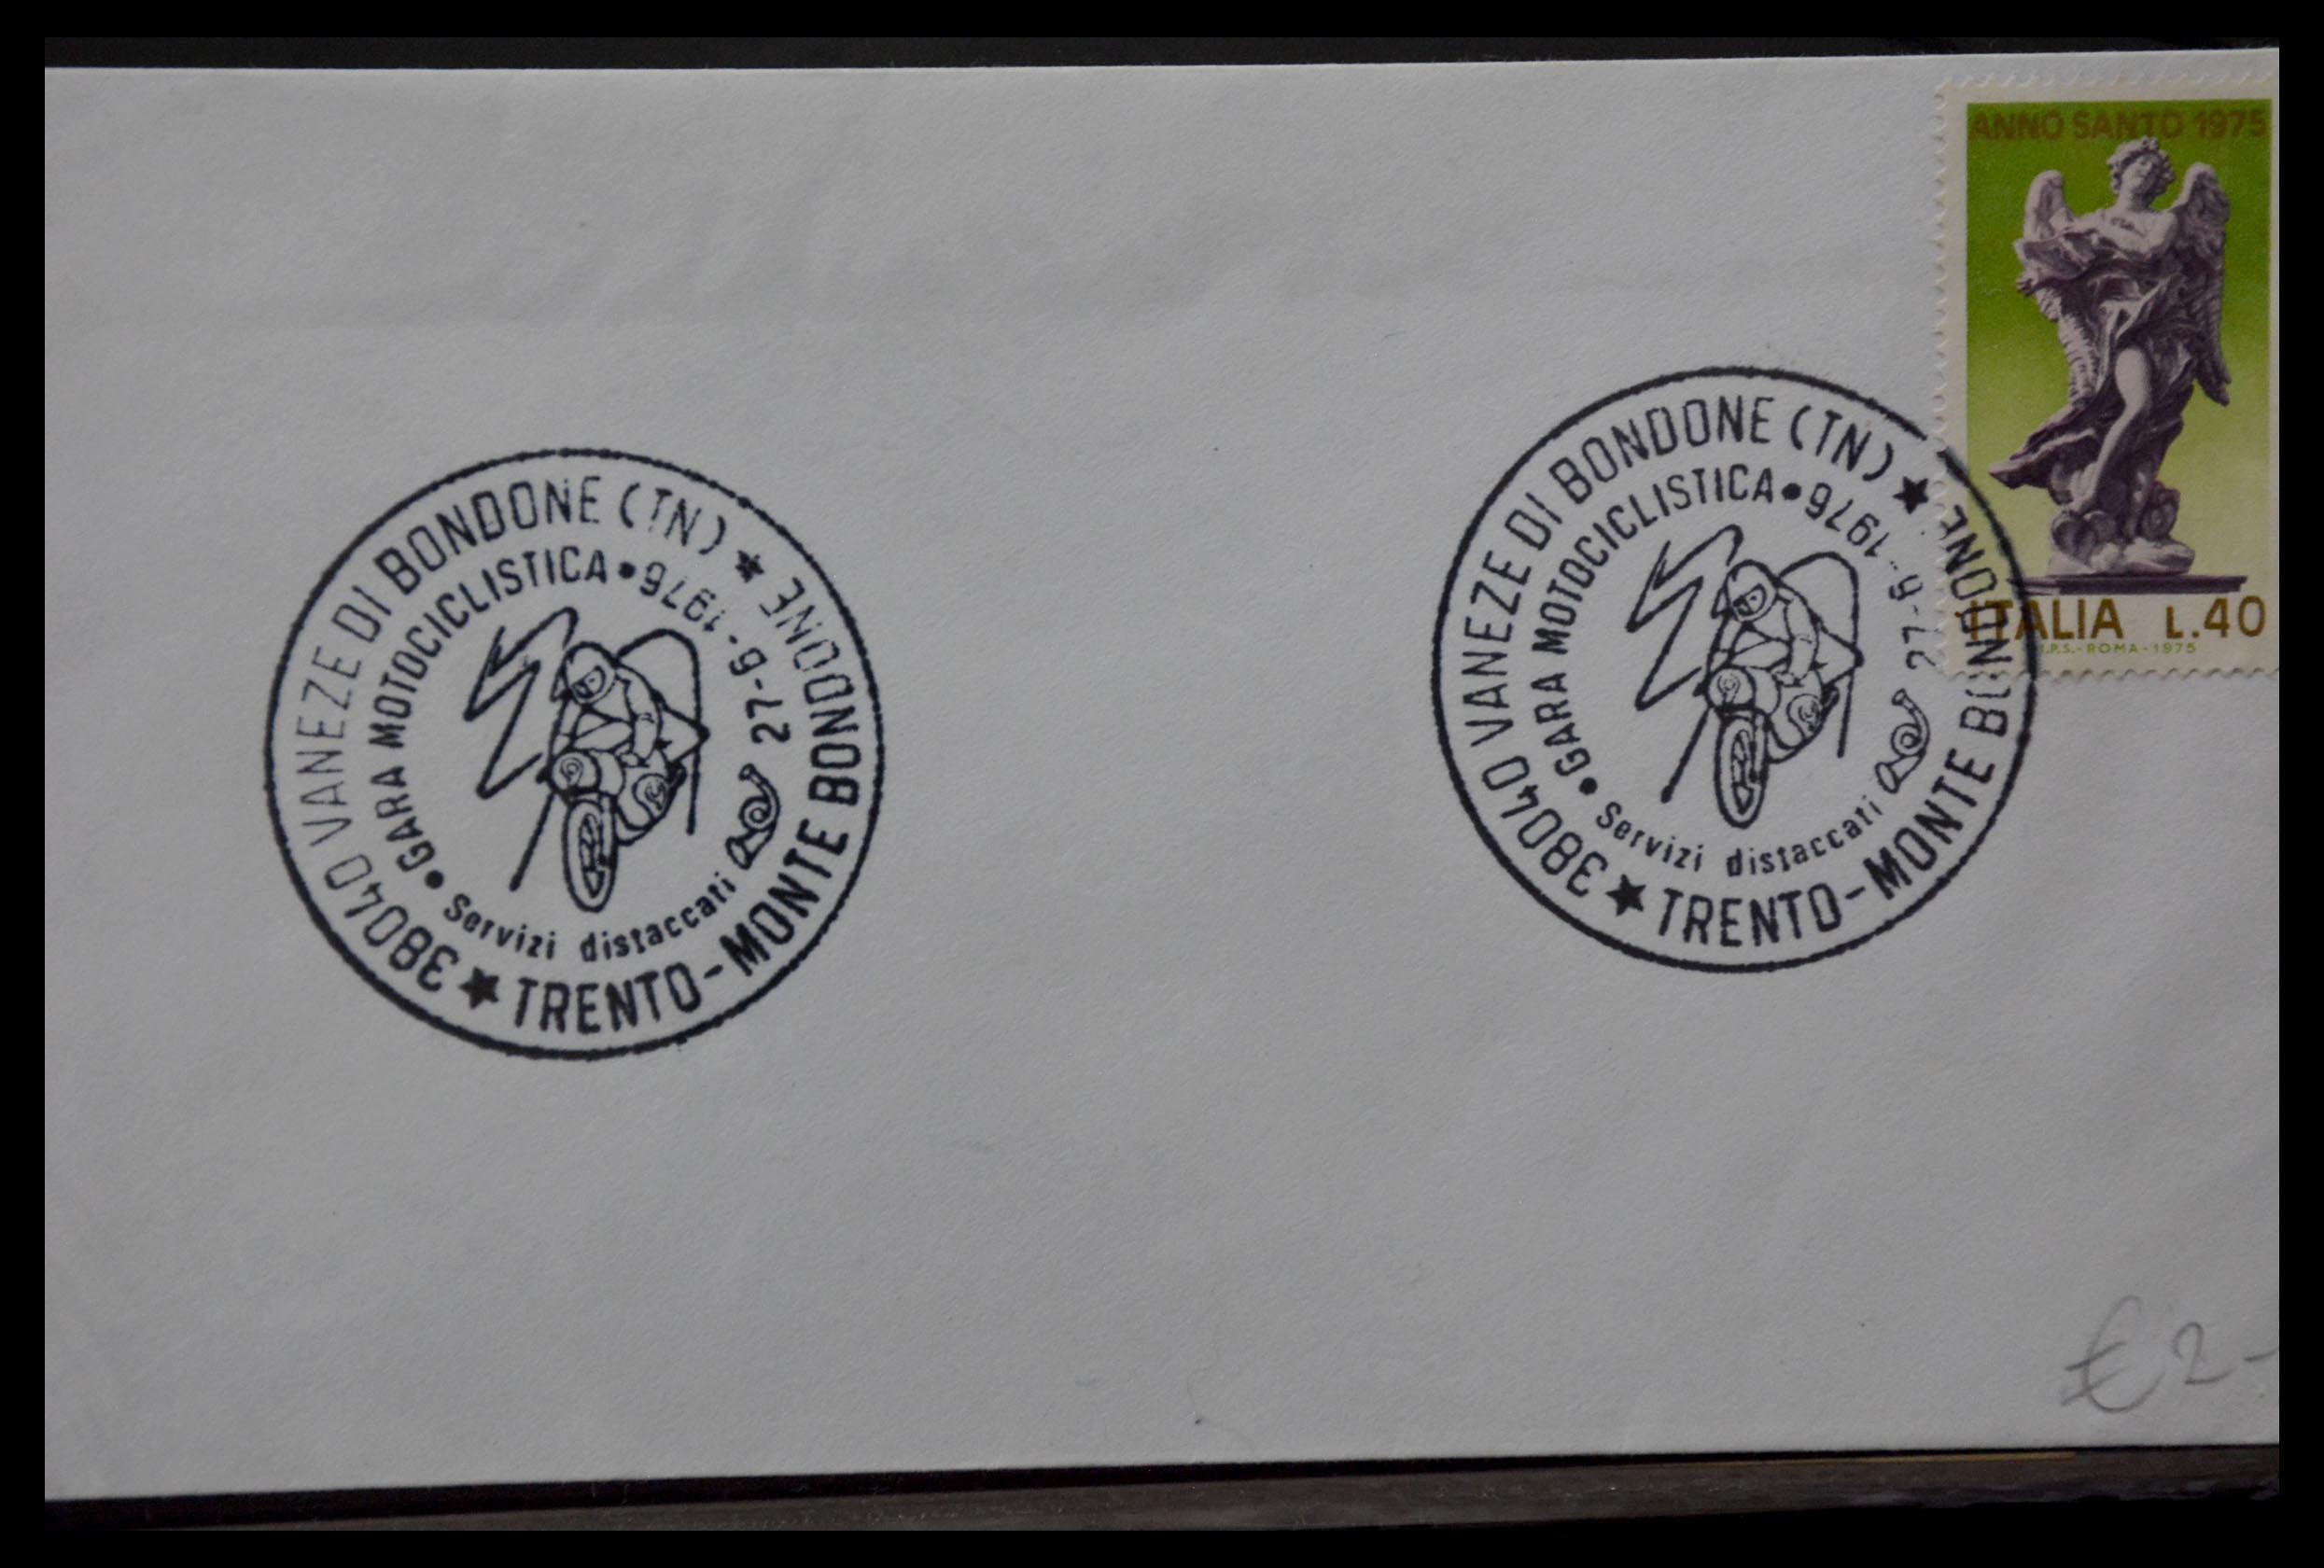 ANNO SANTO 1975
ITALIA L.40
I.P.S. - ROMA - 1975
38040 VANEZE DI BONDONE (TN) ★ TRENTO - MONTE BONDONE
• GARA MOTOCICLISTICA • 27-6-1976
Servizi distaccati
38040 VANEZE DI BONDONE (TN) ★ TRENTO - MONTE BONDONE
• GARA MOTOCICLISTICA • 27-6-1976
Servizi distaccati
€ 2-